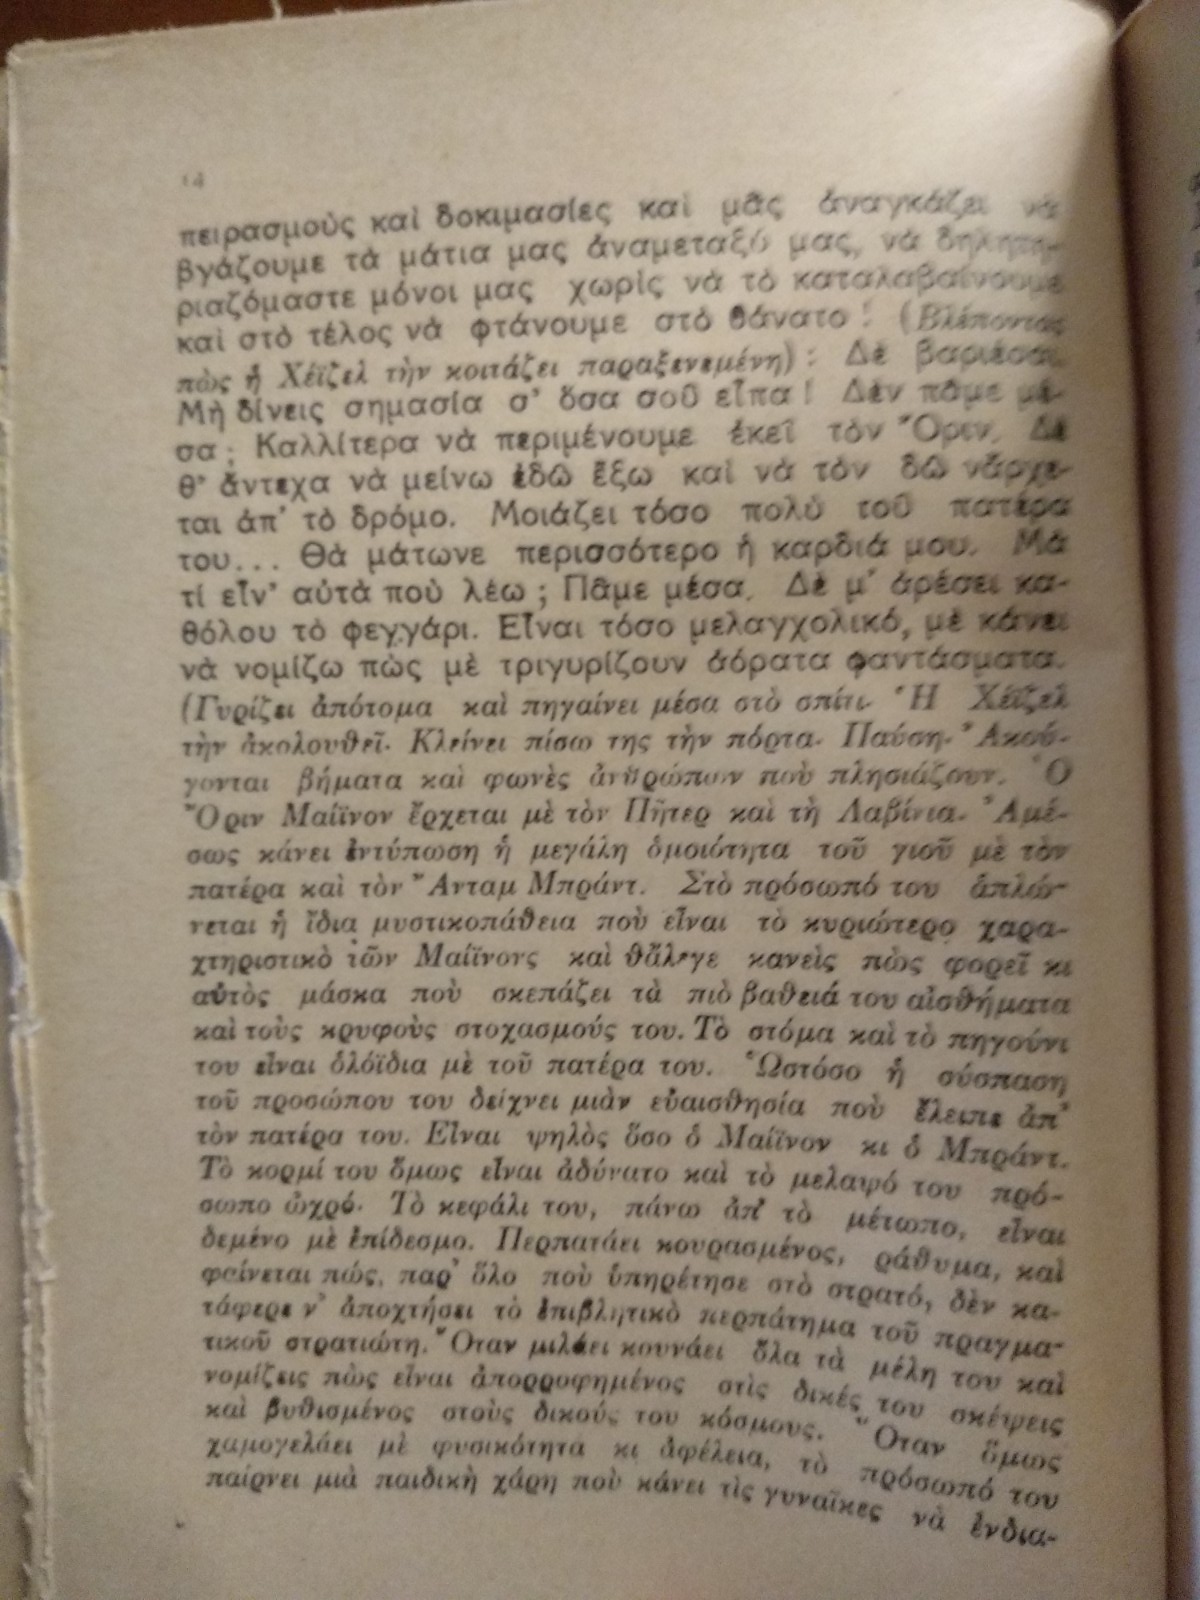 14
πειρασμοὺς καὶ δοκιμασίες καὶ μᾶς ἀναγκάζει νὰ
βγάζουμε τὰ μάτια μας ἀναμεταξύ μας, νὰ δηλητη-
ριαζόμαστε μόνοι μας χωρὶς νὰ τὸ καταλαβαίνουμε
καὶ στὸ τέλος νὰ φτάνουμε στὸ θάνατο! (Βλέποντας
πὼς ἡ Χέϊζελ τὴν κοιτάζει παραξενεμένη): Δὲ βαριέσαι.
Μὴ δίνεις σημασία σ' ὅσα σοῦ εἶπα! Δὲν πᾶμε μέ-
σα; Καλλίτερα νὰ περιμένουμε ἐκεῖ τὸν Ὄριν. Δὲ
θ' ἄντεχα νὰ μείνω ἐδῶ ἔξω καὶ νὰ τὸν δῶ νἄρχε-
ται ἀπ' τὸ δρόμο. Μοιάζει τόσο πολὺ τοῦ πατέρα
του... Θὰ μάτωνε περισσότερο ἡ καρδιά μου. Μὰ
τί εἶν' αὐτὰ ποὺ λέω; Πᾶμε μέσα. Δὲ μ' ἀρέσει κα-
θόλου τὸ φεγγάρι. Εἶναι τόσο μελαγχολικό, μὲ κάνει
νὰ νομίζω πὼς μὲ τριγυρίζουν ἀόρατα φαντάσματα.
(Γυρίζει ἀπότομα καὶ πηγαίνει μέσα στὸ σπίτι. Ἡ Χέϊζελ
τὴν ἀκολουθεῖ. Κλείνει πίσω της τὴν πόρτα. Παύση. Ἀκού-
γονται βήματα καὶ φωνὲς ἀνθρώπων ποὺ πλησιάζουν. Ὁ
Ὄριν Μαίϊνον ἔρχεται μὲ τὸν Πῆτερ καὶ τὴ Λαβίνια. Ἀμέ-
σως κάνει ἐντύπωση ἡ μεγάλη ὁμοιότητα τοῦ γιοῦ μὲ τὸν
πατέρα καὶ τὸν Ἄνταμ Μπράντ. Στὸ πρόσωπό του ἁπλώ-
νεται ἡ ἴδια μυστικοπάθεια ποὺ εἶναι τὸ κυριώτερο χαρα-
χτηριστικὸ τῶν Μαίϊνονς καὶ θἄλεγε κανεὶς πὼς φορεῖ κι
αὐτὸς μάσκα ποὺ σκεπάζει τὰ πιὸ βαθειά του αἰσθήματα
καὶ τοὺς κρυφοὺς στοχασμούς του. Τὸ στόμα καὶ τὸ πηγούνι
του εἶναι ὁλόϊδια μὲ τοῦ πατέρα του. Ὡστόσο ἡ σύσπαση
τοῦ προσώπου του δείχνει μιὰν εὐαισθησία ποὺ ἔλειπε ἀπ'
τὸν πατέρα του. Εἶναι ψηλὸς ὅσο ὁ Μαίϊνον κι ὁ Μπράντ.
Τὸ κορμί του ὅμως εἶναι ἀδύνατο καὶ τὸ μελαψό του πρό-
σωπο ὠχρό. Τὸ κεφάλι του, πάνω ἀπ' τὸ μέτωπο, εἶναι
δεμένο μὲ ἐπίδεσμο. Περπατάει κουρασμένος, ράθυμα, καὶ
φαίνεται πώς, παρ' ὅλο ποὺ ὑπηρέτησε στὸ στρατό, δὲν κα-
τάφερε ν' ἀποχτήσει τὸ ἐπιβλητικὸ περπάτημα τοῦ πραγμα-
τικοῦ στρατιώτη. Ὅταν μιλάει κουνάει ὅλα τὰ μέλη του καὶ
νομίζεις πὼς εἶναι ἀπορροφημένος στὶς δικές του σκέψεις
καὶ βυθισμένος στοὺς δικούς του κόσμους. Ὅταν ὅμως
χαμογελάει μὲ φυσικότητα κι ἀφέλεια, τὸ πρόσωπό του
παίρνει μιὰ παιδικὴ χάρη ποὺ κάνει τὶς γυναῖκες νὰ ἐνδια-